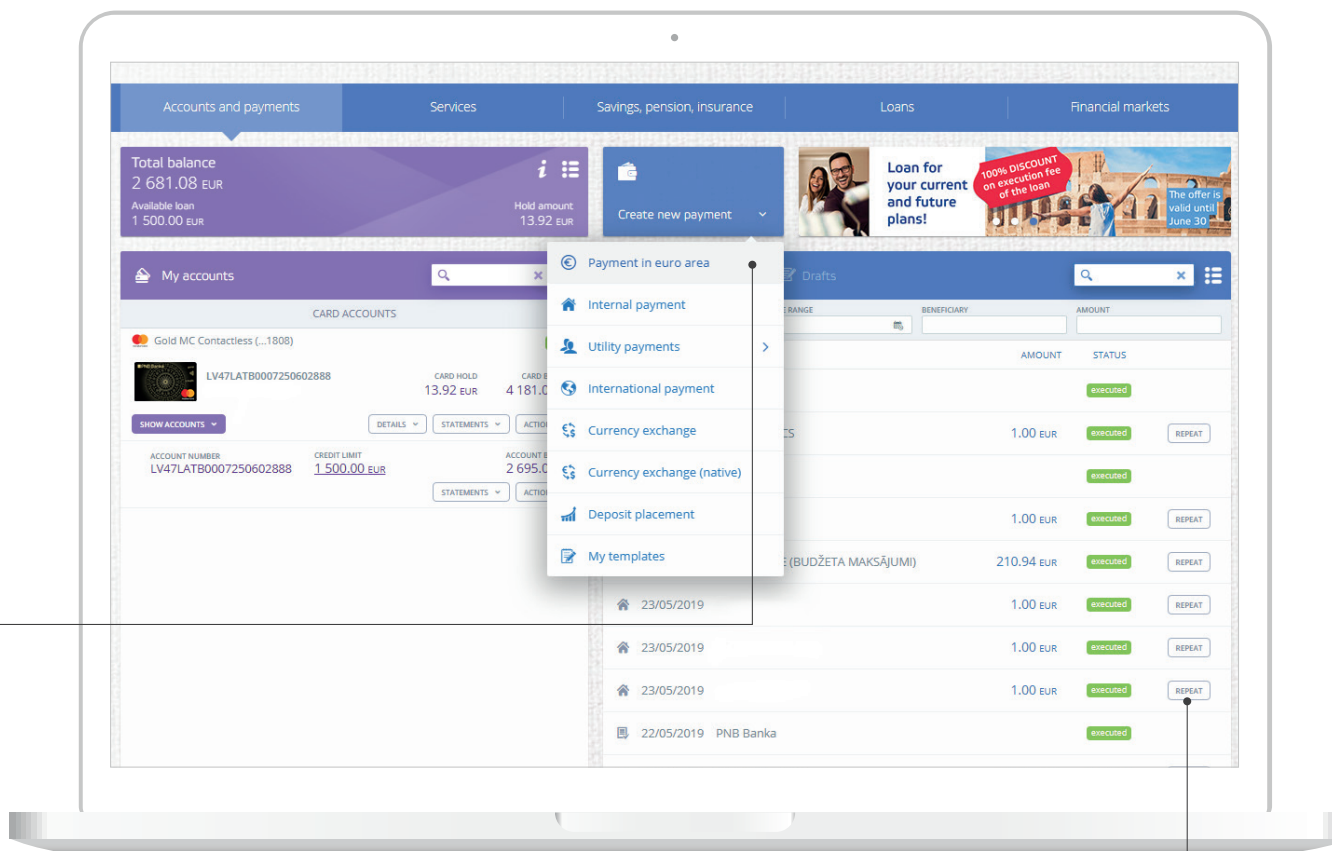 Accounts and payments
Services
Savings, pension, insurance
Loans
Financial markets
Total balance
2 681.08 EUR
Available loan
1 500.00 EUR
Hold amount
13.92 EUR
Create new payment
Loan for
your current
and future
plans!
100% DISCOUNT
on execution fee
of the loan
The offer is
valid until
June 30
My accounts
CARD ACCOUNTS
Gold MC Contactless (...1808)
PNB Banka
LV47LATB0007250602888
CARD HOLD
13.92 EUR
CARD
4 181.0
SHOW ACCOUNTS
DETAILS
STATEMENTS
ACTIO
ACCOUNT NUMBER
LV47LATB0007250602888
CREDIT LIMIT
1 500.00 EUR
ACCOUNT
2 695.0
STATEMENTS
ACTIO
Payment in euro area
Internal payment
Utility payments
International payment
Currency exchange
Currency exchange (native)
Deposit placement
My templates
Drafts
RANGE
BENEFICIARY
AMOUNT
AMOUNT STATUS
executed
CS 1.00 EUR executed REPEAT
executed
1.00 EUR executed REPEAT
E (BUDŽETA MAKSĀJUMI) 210.94 EUR executed REPEAT
23/05/2019 1.00 EUR executed REPEAT
23/05/2019 1.00 EUR executed REPEAT
23/05/2019 1.00 EUR executed REPEAT
22/05/2019 PNB Banka executed